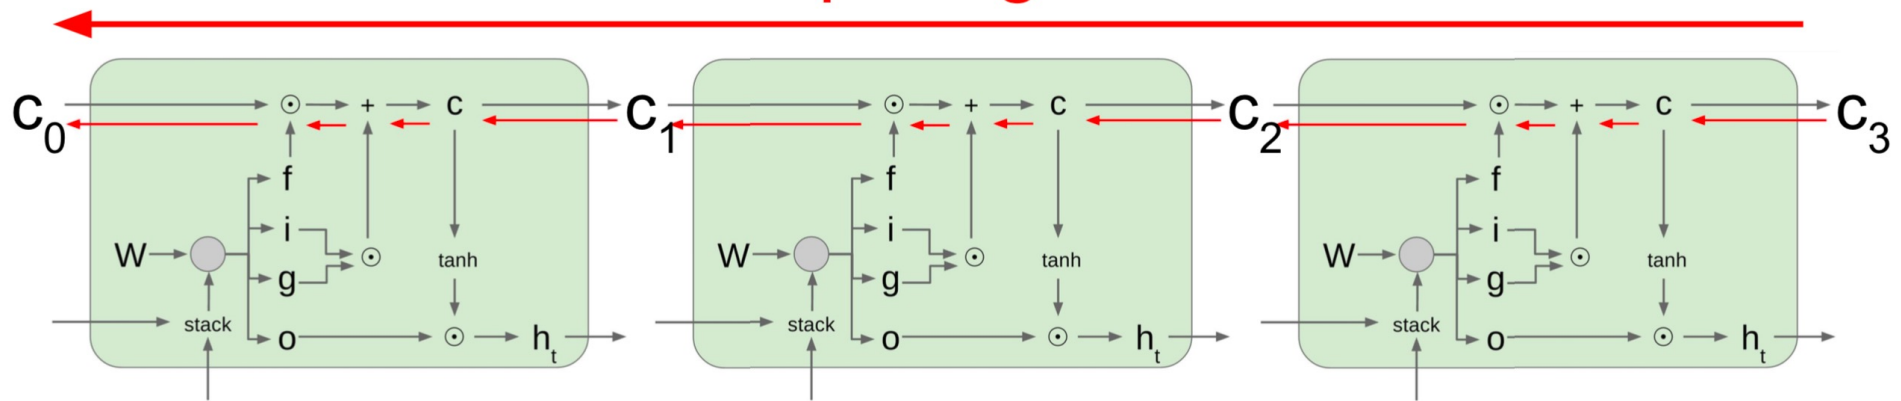 C0 C1 C2 C3
⊙ + c ⊙ + c ⊙ + c
f f f
i i i
W ⊙ tanh W ⊙ tanh W ⊙ tanh
g g g
stack stack stack
o ⊙ ht o ⊙ ht o ⊙ ht